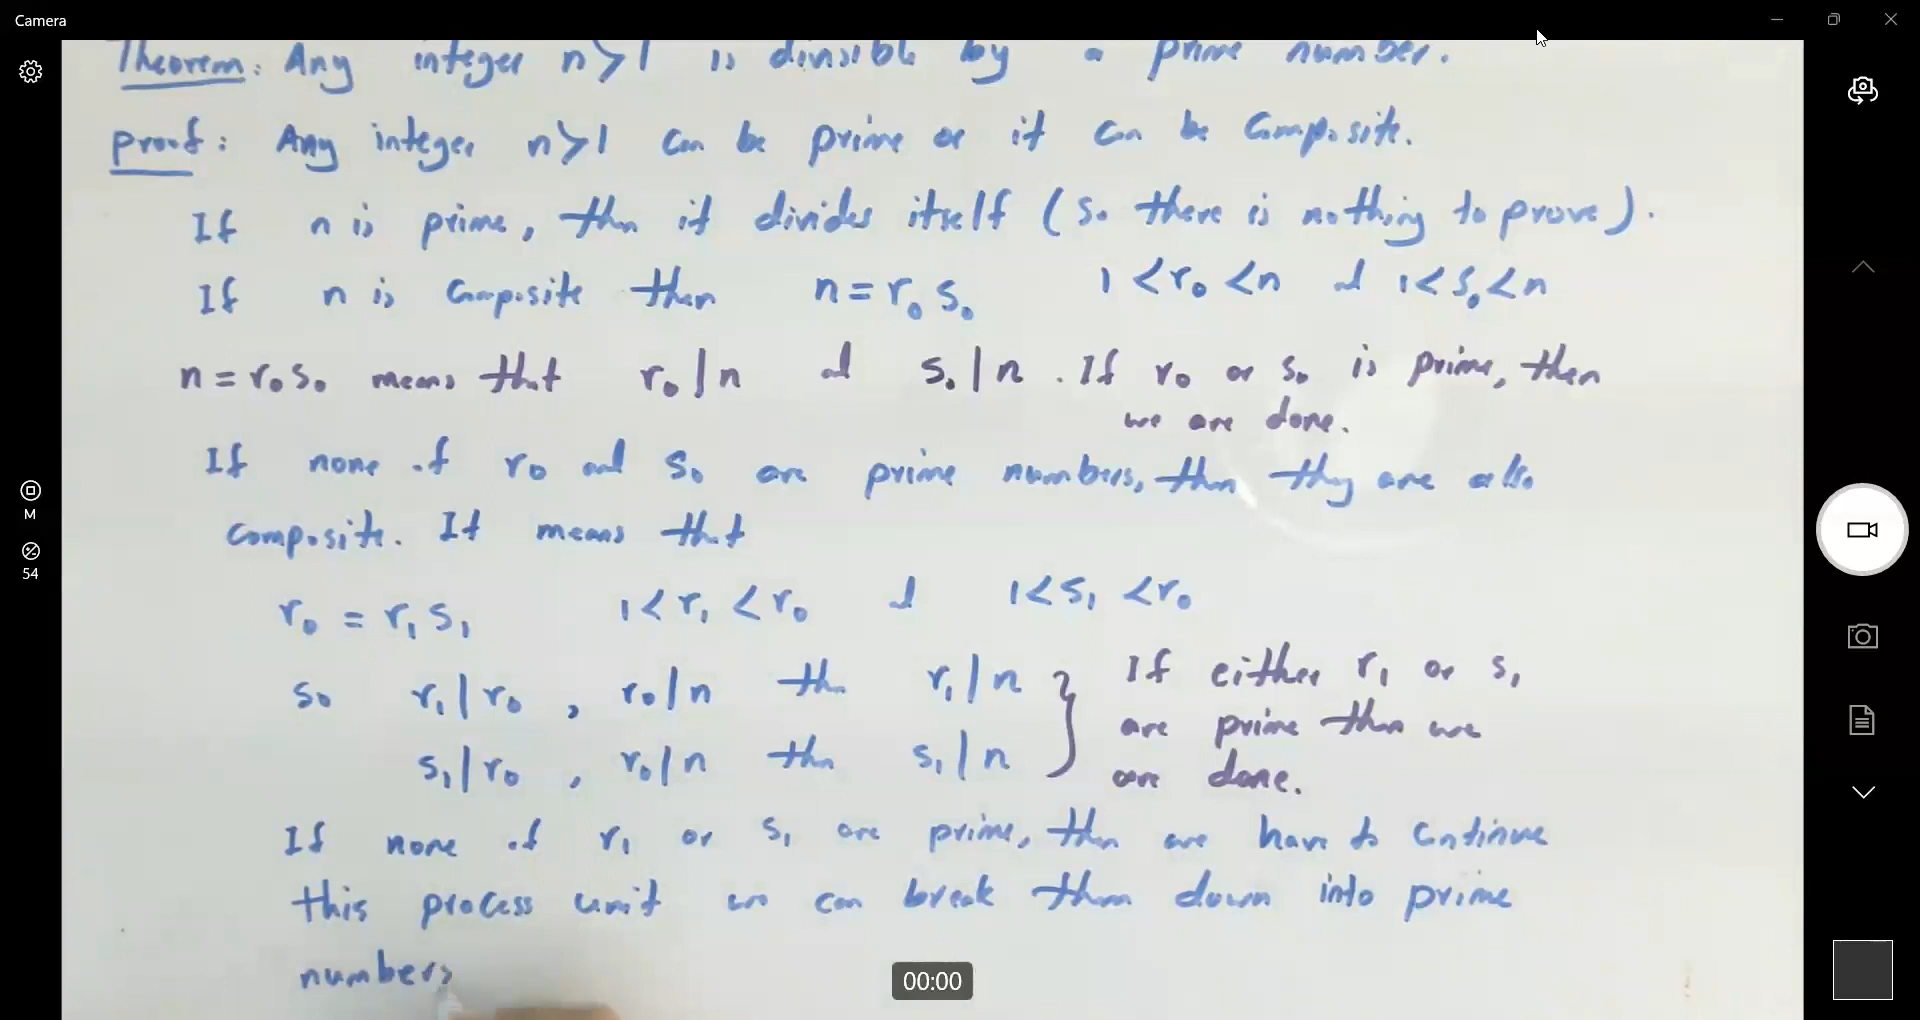 Camera
Theorem: Any integer n>1 is divisible by a prime number.
proof: Any integer n>1 can be prime or it can be composite.
If n is prime, then it divides itself (so there is nothing to prove).
If n is composite then n = r₀ s₀ 1 < r₀ < n and 1 < s₀ < n
n = r₀s₀ means that r₀|n and s₀|n. If r₀ or s₀ is prime, then
we are done.
If none of r₀ and s₀ are prime numbers, then they are also
composite. It means that
r₀ = r₁ s₁ 1 < r₁ < r₀ and 1 < s₁ < r₀
so r₁|r₀, r₀|n then r₁|n } If either r₁ or s₁
are prime then we
s₁|r₀, r₀|n then s₁|n
are done.
If none of r₁ or s₁ are prime, then we have to continue
this process unit we can break them down into prime
numbers
M
54
00:00